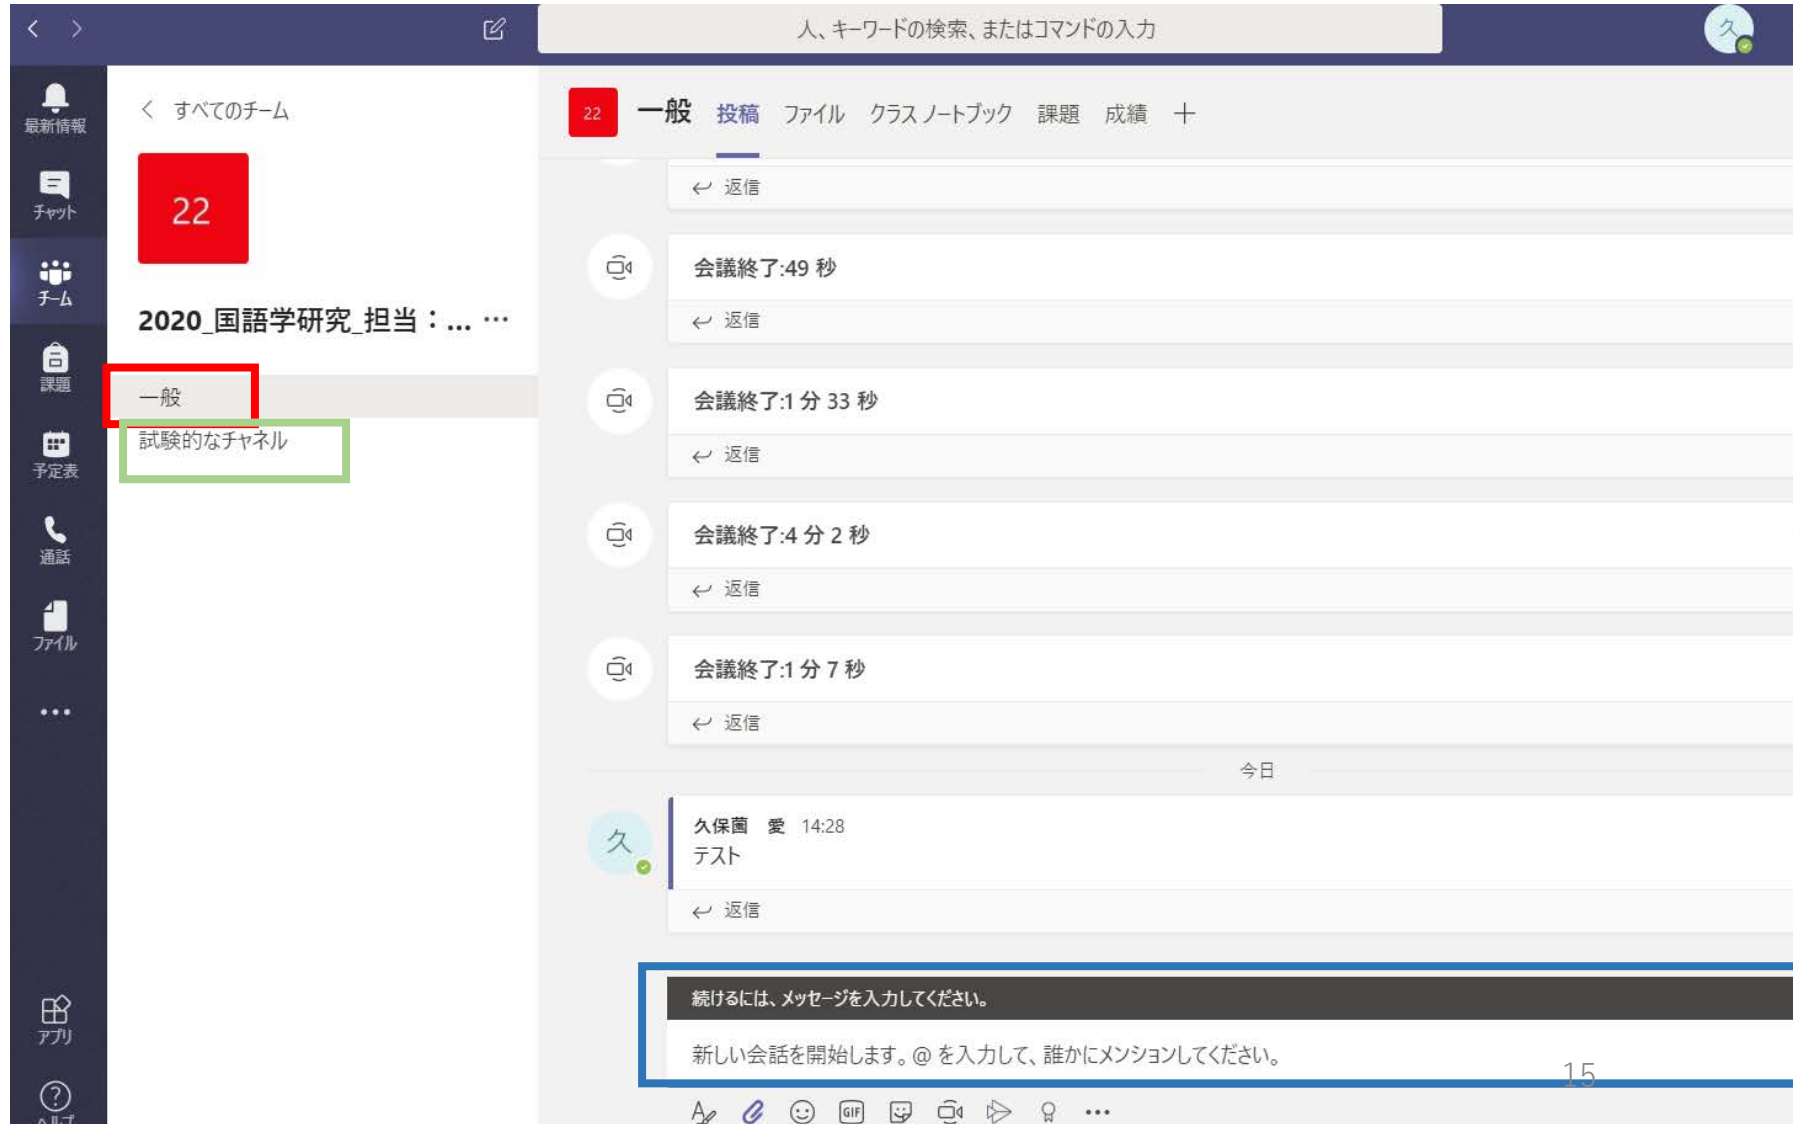 人、キーワードの検索、またはコマンドの入力
久
最新情報
チャット
チーム
課題
予定表
通話
ファイル
アプリ
ヘルプ
すべてのチーム
22
2020_国語学研究_担当：... …
一般
試験的なチャネル
22 一般 投稿 ファイル クラス ノートブック 課題 成績 +
返信
会議終了:49 秒
返信
会議終了:1 分 33 秒
返信
会議終了:4 分 2 秒
返信
会議終了:1 分 7 秒
返信
今日
久
久保薗 愛 14:28
テスト
返信
続けるには、メッセージを入力してください。
新しい会話を開始します。@ を入力して、誰かにメンションしてください。
15
GIF